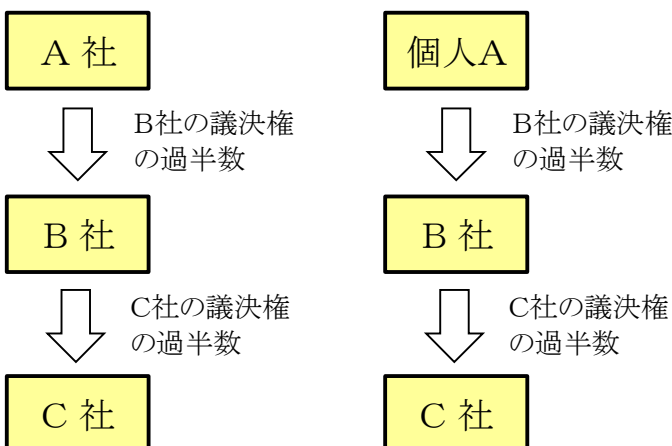 A 社
B社の議決権
の過半数
B 社
C社の議決権
の過半数
C 社
個人A
B社の議決権
の過半数
B 社
C社の議決権
の過半数
C 社